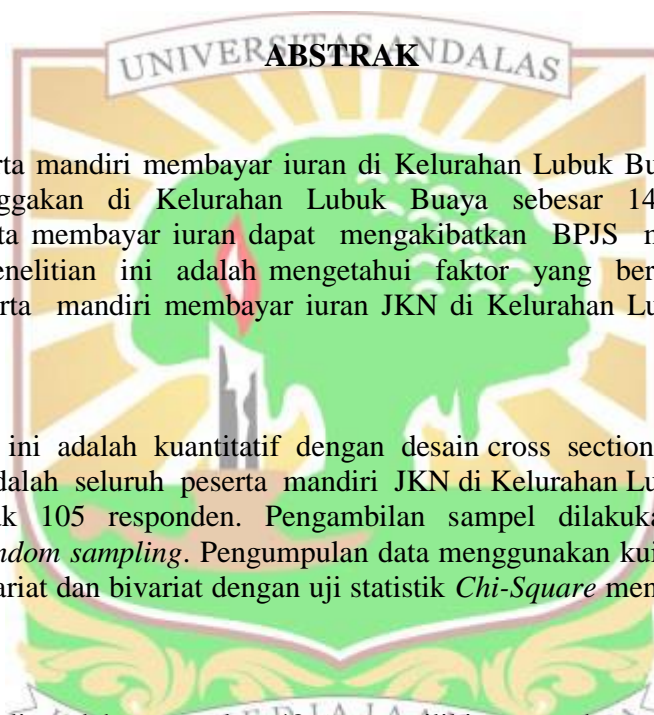 UNIVERSITAS ANDALAS
ABSTRAK
rta mandiri membayar iuran di Kelurahan Lubuk Bu
nggakan di Kelurahan Lubuk Buaya sebesar 14
ta membayar iuran dapat mengakibatkan BPJS m
enelitian ini adalah mengetahui faktor yang ber
erta mandiri membayar iuran JKN di Kelurahan Lu
ini adalah kuantitatif dengan desain cross section
dalah seluruh peserta mandiri JKN di Kelurahan Lu
ak 105 responden. Pengambilan sampel dilakuka
ndom sampling. Pengumpulan data menggunakan kui
ariat dan bivariat dengan uji statistik Chi-Square men